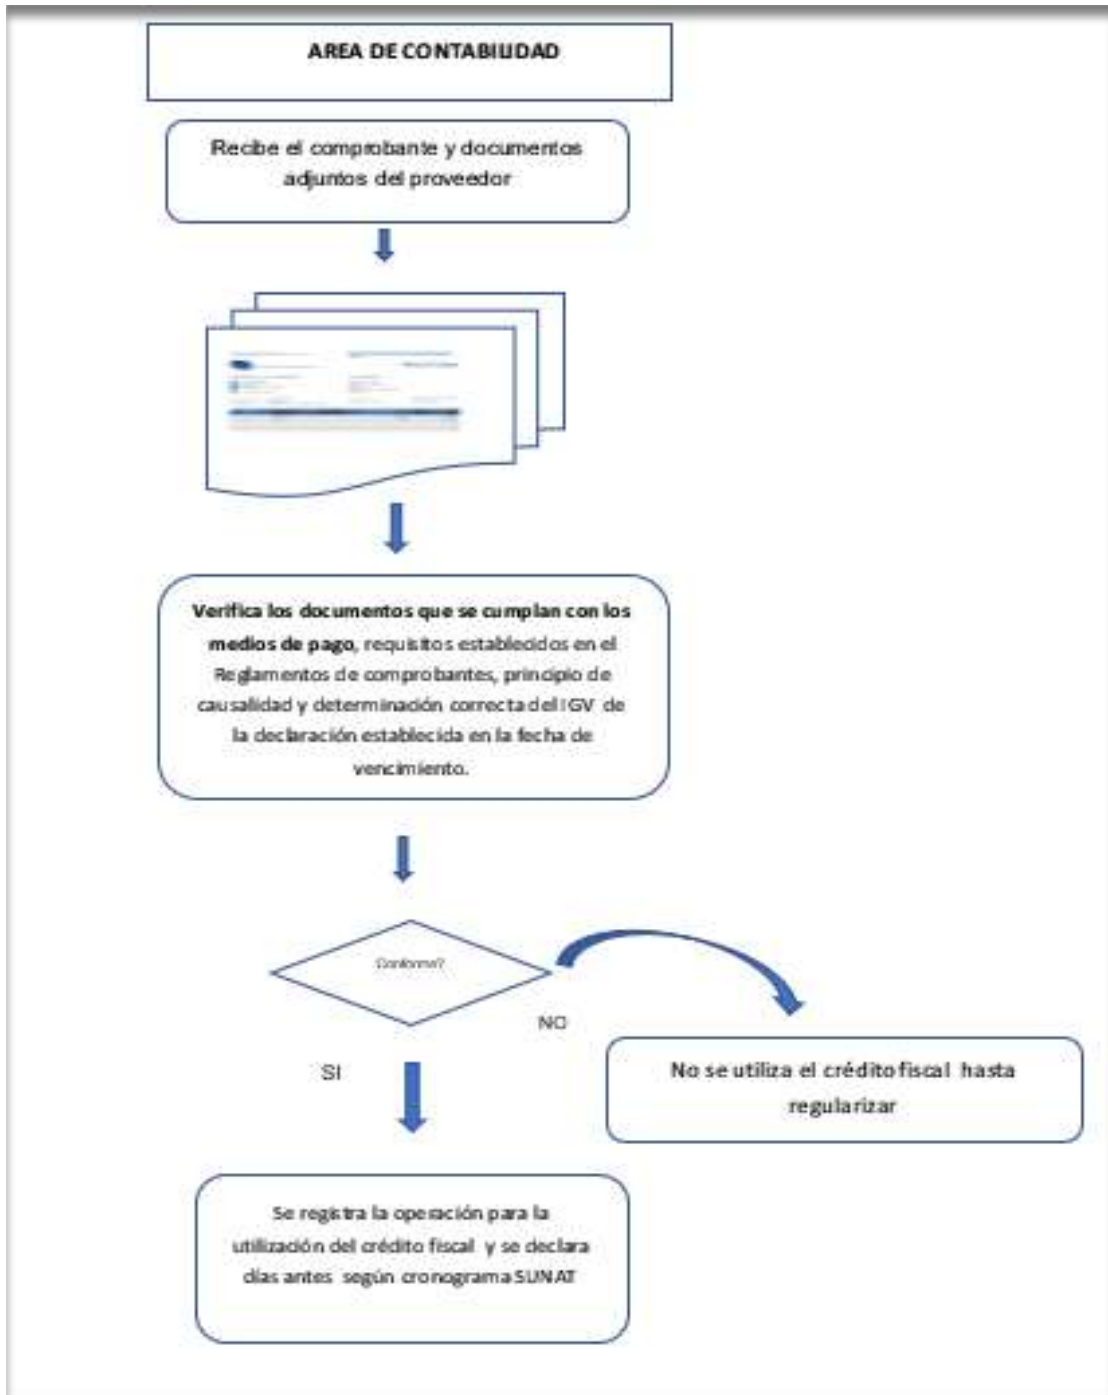 AREA DE CONTABILIDAD
Recibe el comprobante y documentos
adjuntos del proveedor
Verifica los documentos que se cumplan con los
medios de pago, requisitos establecidos en el
Reglamentos de comprobantes, principio de
causalidad y determinación correcta del IGV de
la declaración establecida en la fecha de
vencimiento.
Conforme?
NO
SI
No se utiliza el crédito fiscal hasta
regularizar
Se registra la operación para la
utilización del crédito fiscal y se declara
días antes según cronograma SUNAT